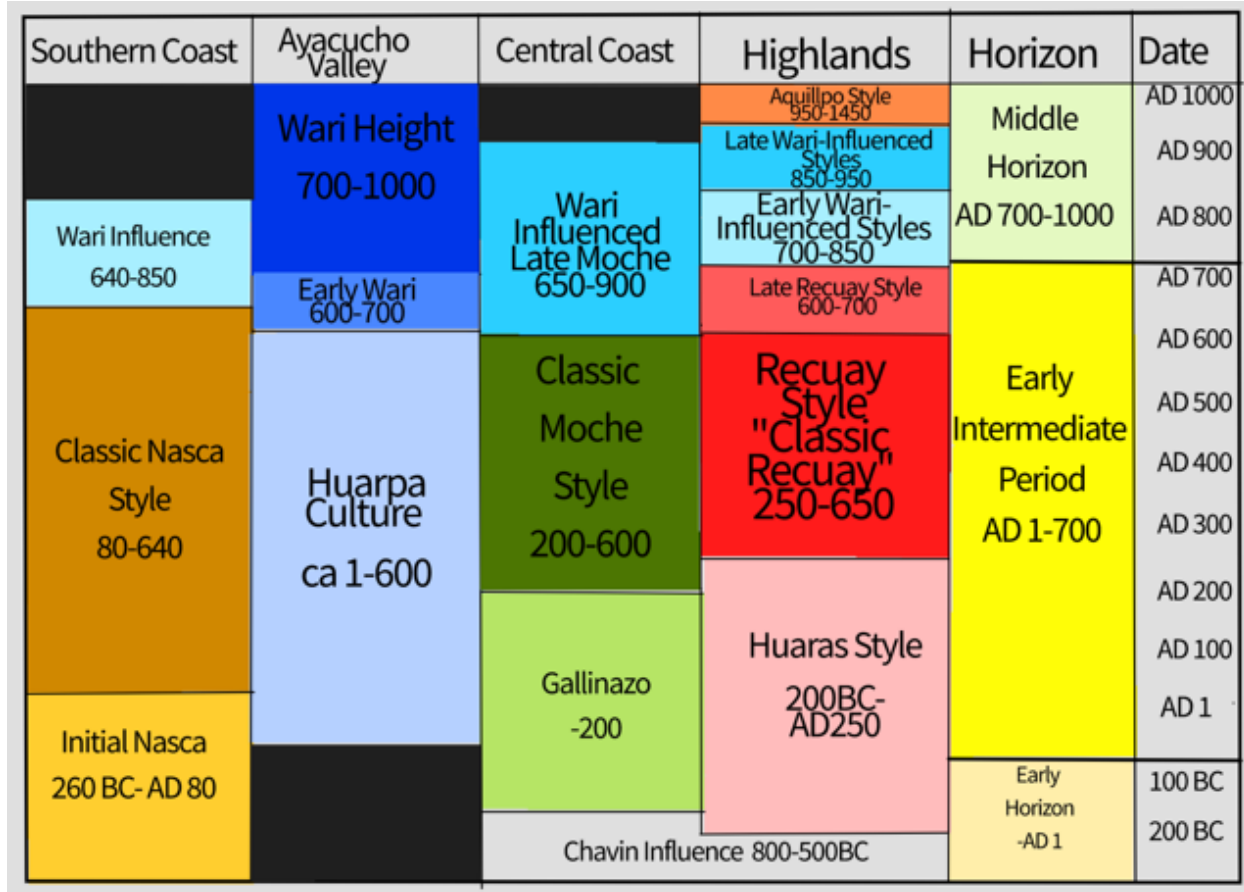 Southern Coast
Ayacucho
Valley
Central Coast
Highlands
Horizon
Date
Wari Influence
640-850
Classic Nasca
Style
80-640
Initial Nasca
260 BC- AD 80
Wari Height
700-1000
Early Wari
600-700
Huarpa
Culture
ca 1-600
Wari
Influenced
Late Moche
650-900
Classic
Moche
Style
200-600
Gallinazo
-200
Aquillpo Style
950-1450
Late Wari-Influenced
Styles
850-950
Early Wari-
Influenced Styles
700-850
Late Recuay Style
600-700
Recuay
Style
"Classic
Recuay"
250-650
Huaras Style
200BC-
AD250
Chavin Influence 800-500BC
Middle
Horizon
AD 700-1000
Early
Intermediate
Period
AD 1-700
Early
Horizon
-AD 1
AD 1000
AD 900
AD 800
AD 700
AD 600
AD 500
AD 400
AD 300
AD 200
AD 100
AD 1
100 BC
200 BC